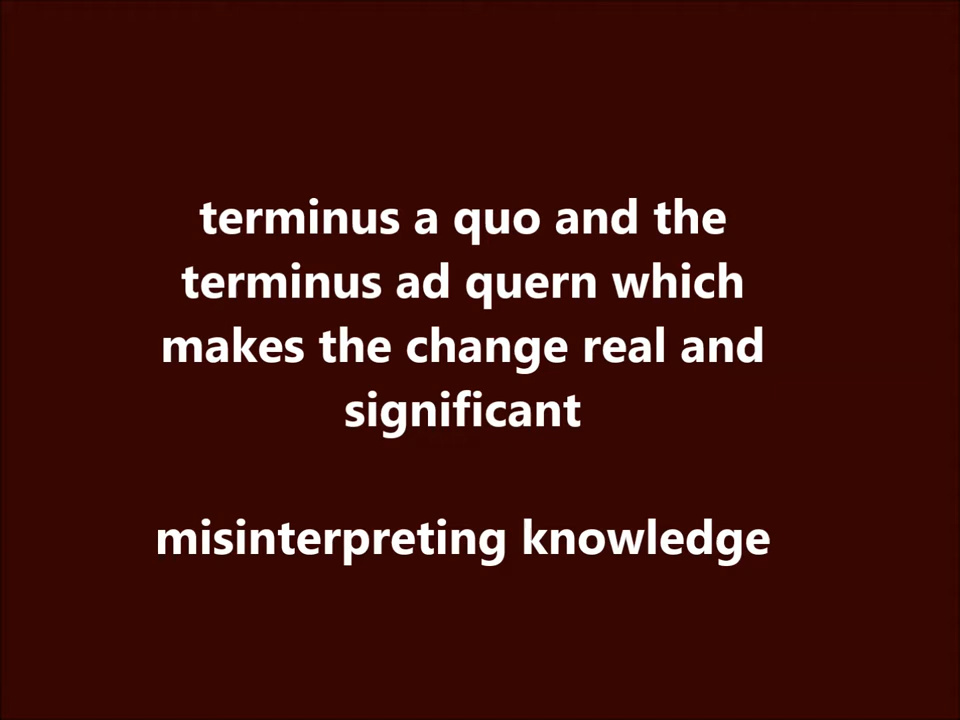 terminus a quo and the
terminus ad quern which
makes the change real and
significant
misinterpreting knowledge